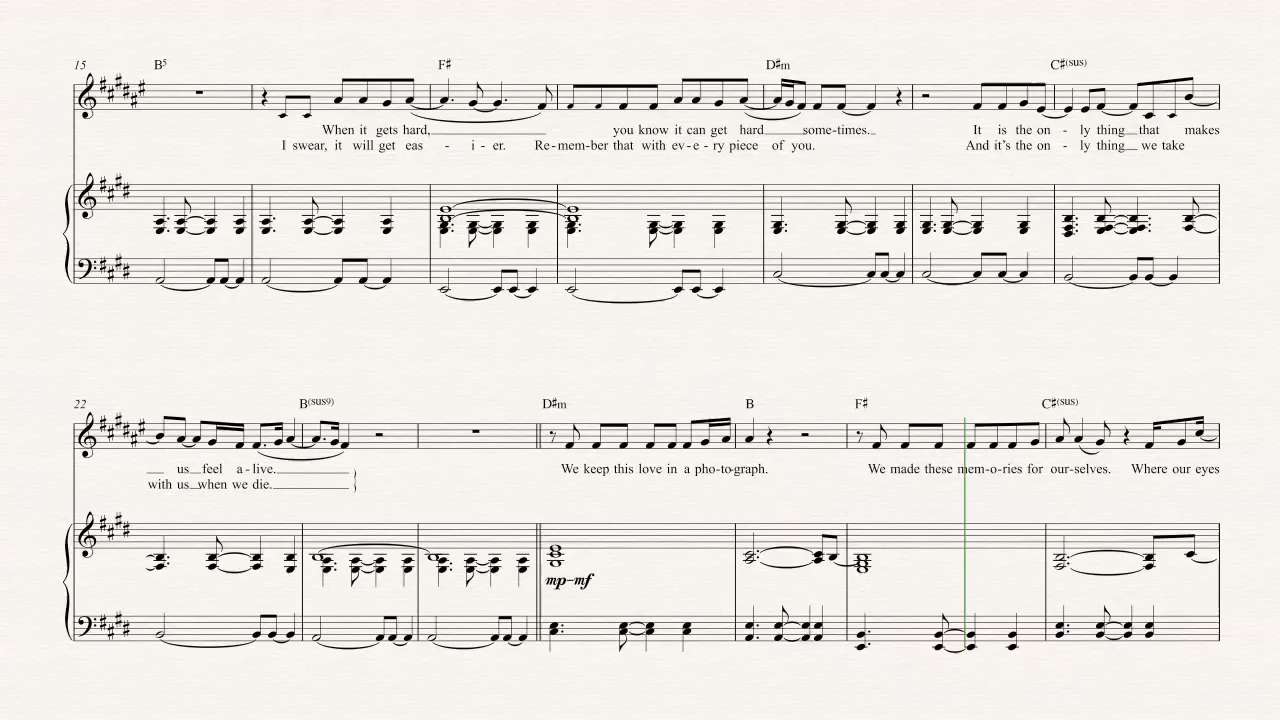 15 B5 F♯ D♯m C♯(sus)
When it gets hard, you know it can get hard some-times. It is the on - ly thing that makes
I swear, it will get eas - i - er. Re-mem-ber that with ev-e-ry piece of you. And it's the on - ly thing we take
22 B(sus9) D♯m B F♯ C♯(sus)
us feel a-live. We keep this love in a pho-to-graph. We made these mem-o-ries for our-selves. Where our eyes
with us when we die.
mp-mf